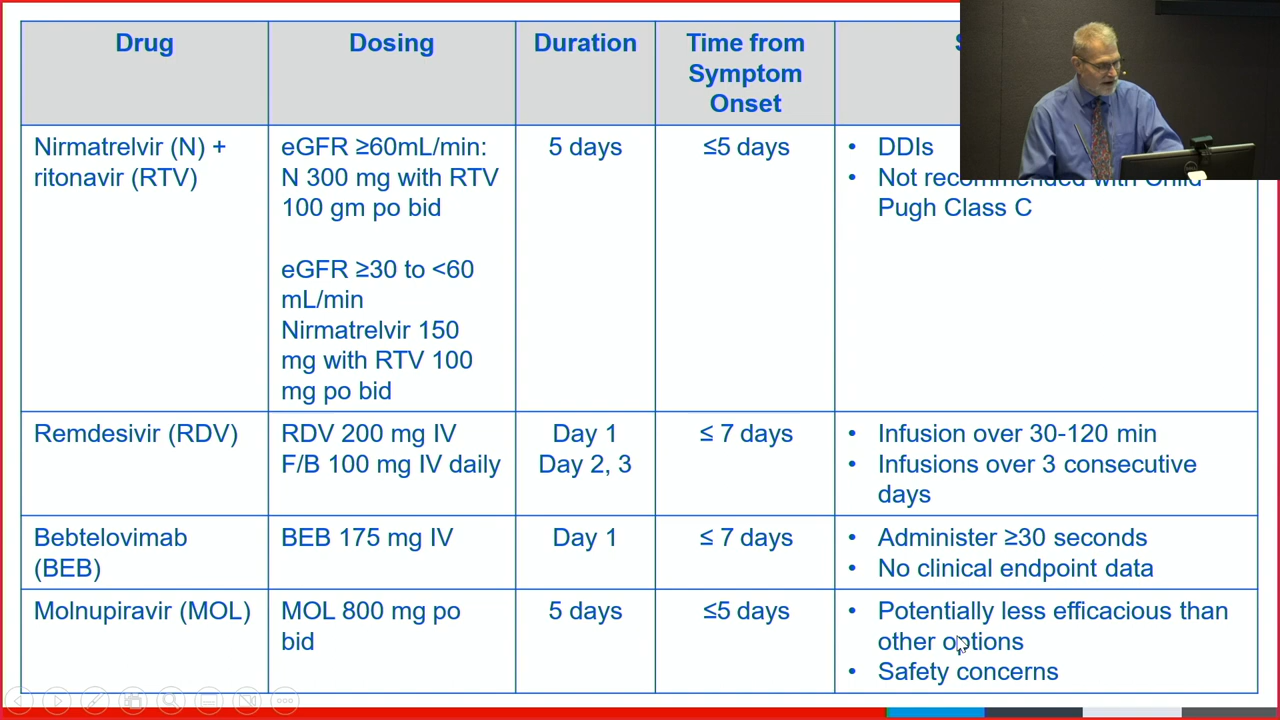 Drug
Dosing
Duration
Time from
Symptom
Onset
Nirmatrelvir (N) +
ritonavir (RTV)
eGFR ≥60mL/min:
N 300 mg with RTV
100 gm po bid
eGFR ≥30 to <60
mL/min
Nirmatrelvir 150
mg with RTV 100
mg po bid
5 days
≤5 days
• DDIs
• Not recommended with Child
Pugh Class C
Remdesivir (RDV)
RDV 200 mg IV
F/B 100 mg IV daily
Day 1
Day 2, 3
≤ 7 days
• Infusion over 30-120 min
• Infusions over 3 consecutive
days
Bebtelovimab
(BEB)
BEB 175 mg IV
Day 1
≤ 7 days
• Administer ≥30 seconds
• No clinical endpoint data
Molnupiravir (MOL)
MOL 800 mg po
bid
5 days
≤5 days
• Potentially less efficacious than
other options
• Safety concerns